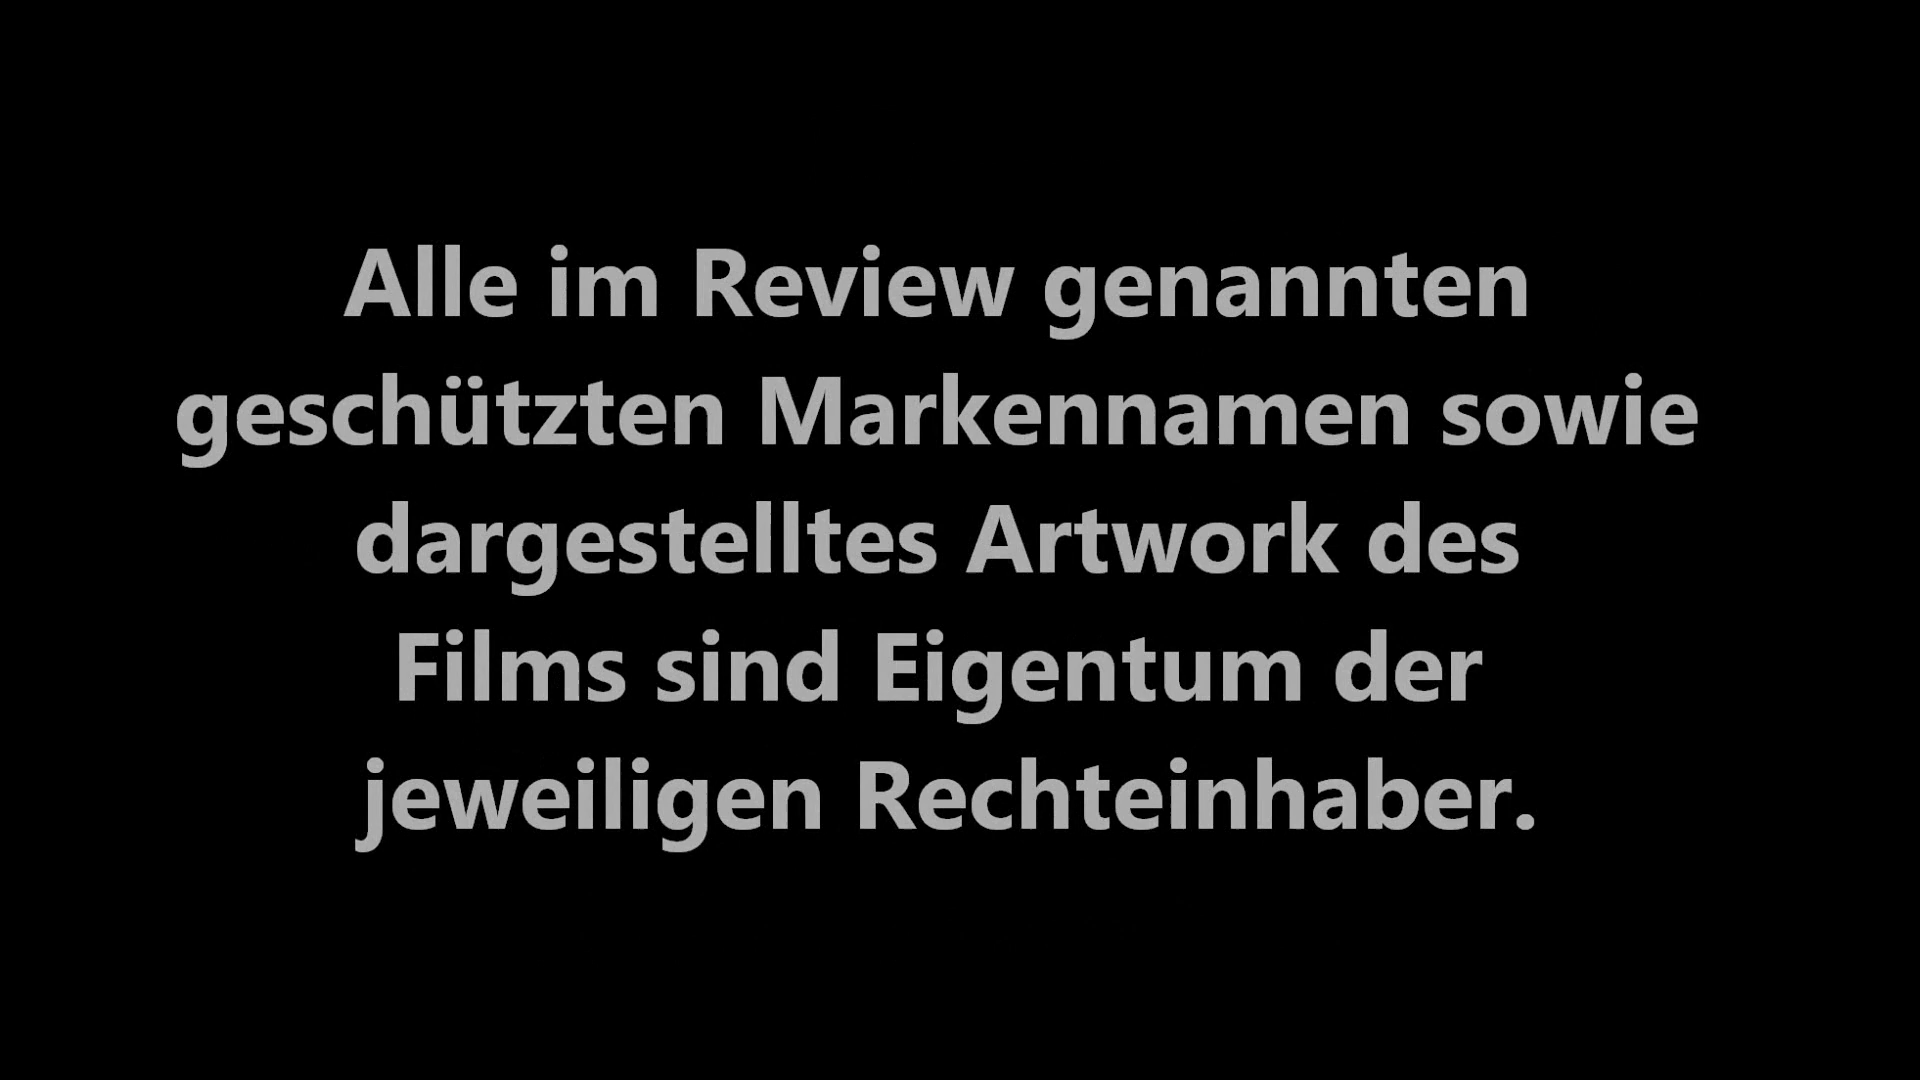 Alle im Review genannten
geschützten Markennamen sowie
dargestelltes Artwork des
Films sind Eigentum der
jeweiligen Rechteinhaber.